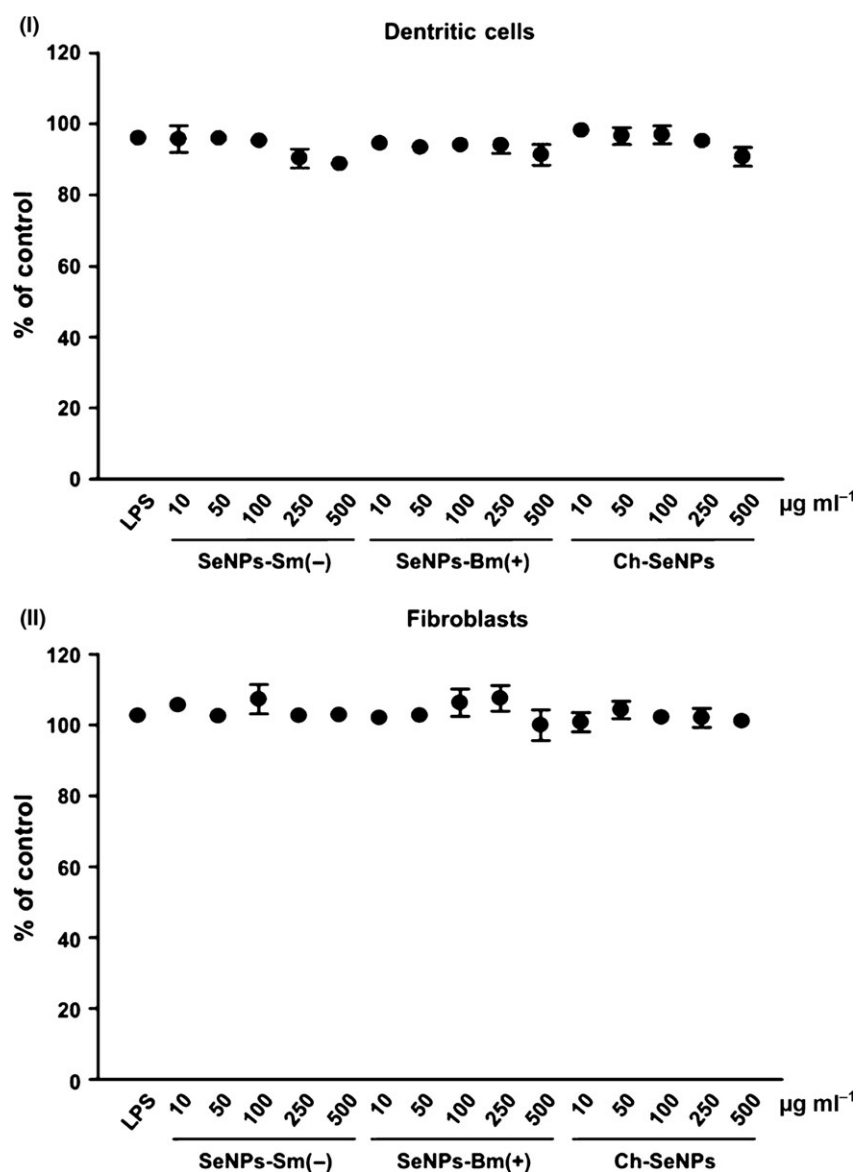 (I)
Dentritic cells
120
100
80
60
40
20
0
% of control
LPS 10 50 100 250 500 10 50 100 250 500 10 50 100 250 500 µg ml⁻¹
SeNPs-Sm(−) SeNPs-Bm(+) Ch-SeNPs
(II)
Fibroblasts
120
100
80
60
40
20
0
% of control
LPS 10 50 100 250 500 10 50 100 250 500 10 50 100 250 500 µg ml⁻¹
SeNPs-Sm(−) SeNPs-Bm(+) Ch-SeNPs